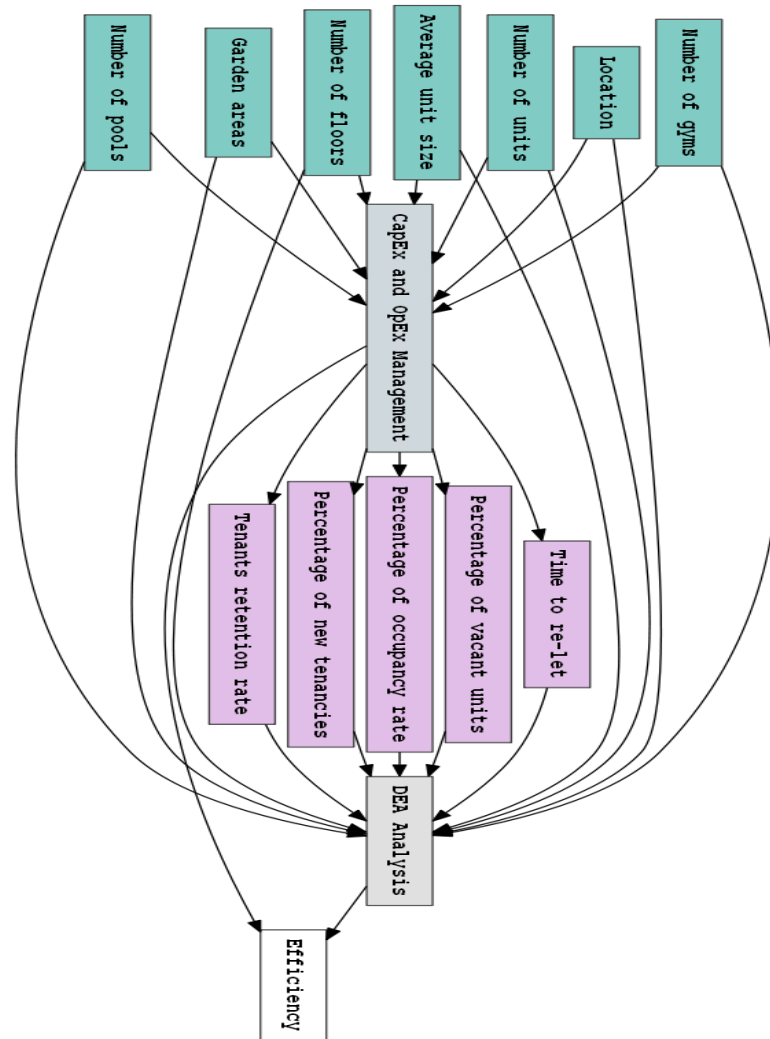 Number of gyms
Location
Number of units
Average unit size
Number of floors
Garden areas
Number of pools
CapEx and OpEx Management
Time to re-let
Percentage of vacant units
Percentage of occupancy rate
Percentage of new tenancies
Tenants retention rate
DEA Analysis
Efficiency